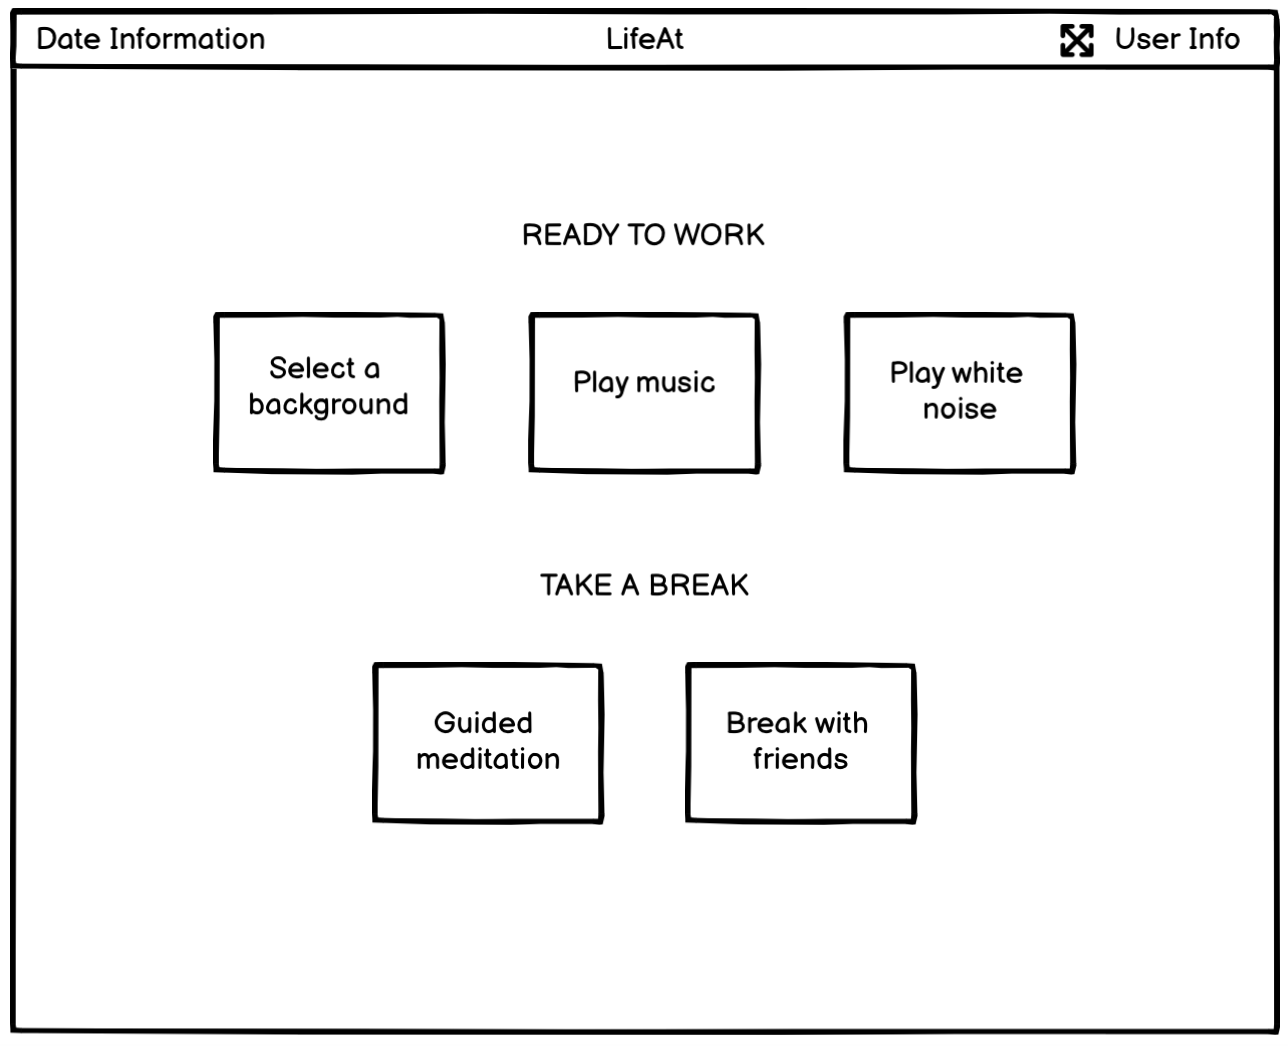 Date Information LifeAt User Info
READY TO WORK
Select a
background
Play music
Play white
noise
TAKE A BREAK
Guided
meditation
Break with
friends